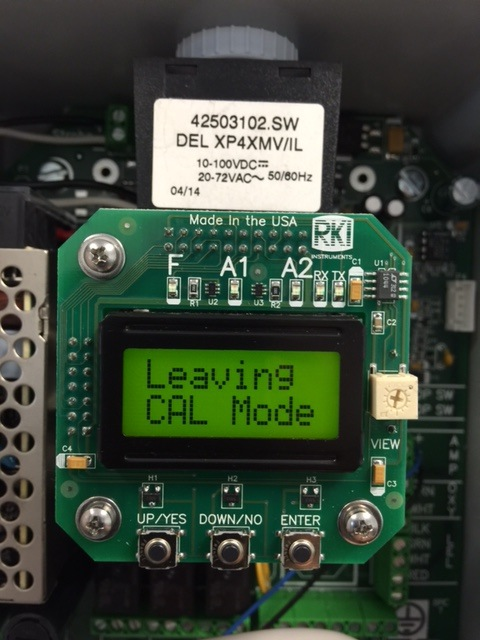 42503102.SW
DEL XP4XMV/IL
10-100VDC⎓
20-72VAC~ 50/60Hz
04/14
Made In the USA
RKI
INSTRUMENTS
F A1 A2 RX TX C1 U1
R1 U2 U3 R2
C2
Leaving
CAL Mode
VIEW
C4
C3
H1 H2 H3
UP/YES DOWN/NO ENTER